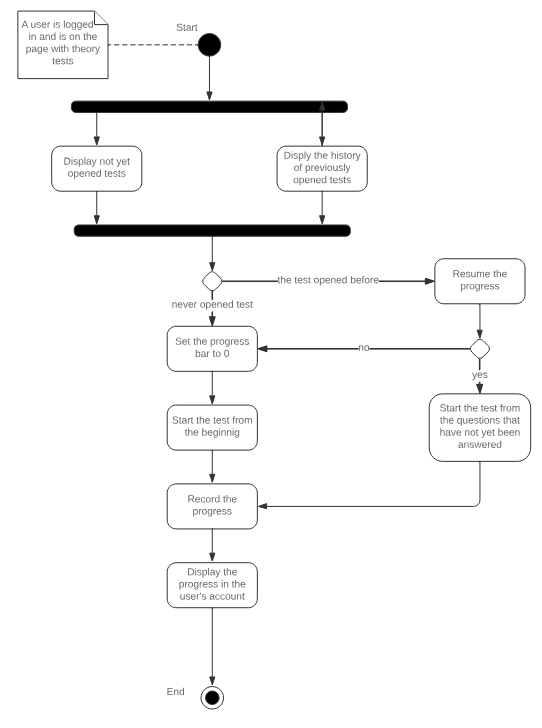 A user is logged
in and is on the
page with theory
tests
Start
Display not yet
opened tests
Disply the history
of previously
opened tests
the test opened before
Resume the
progress
never opened test
Set the progress
bar to 0
no
yes
Start the test from
the beginnig
Start the test from
the questions that
have not yet been
answered
Record the
progress
Display the
progress in the
user's account
End